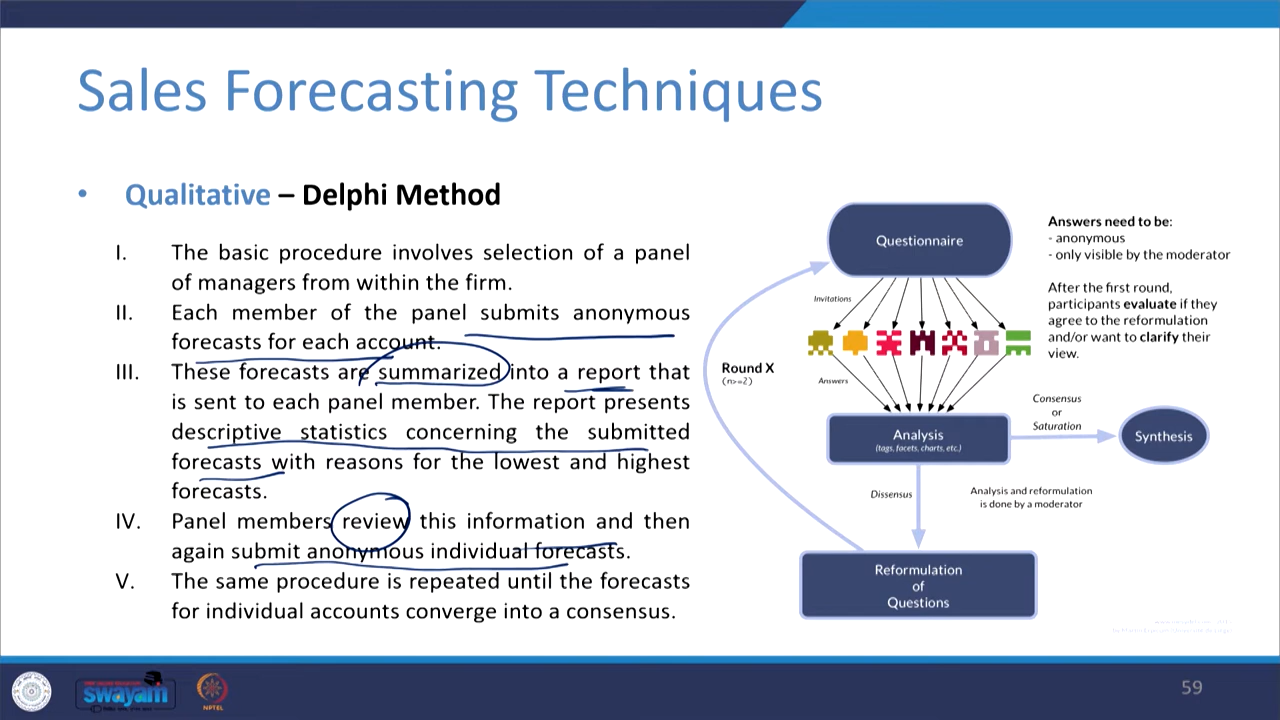 Sales Forecasting Techniques
• Qualitative – Delphi Method
I. The basic procedure involves selection of a panel
of managers from within the firm.
II. Each member of the panel submits anonymous
forecasts for each account.
III. These forecasts are summarized into a report that
is sent to each panel member. The report presents
descriptive statistics concerning the submitted
forecasts with reasons for the lowest and highest
forecasts.
IV. Panel members review this information and then
again submit anonymous individual forecasts.
V. The same procedure is repeated until the forecasts
for individual accounts converge into a consensus.
Questionnaire
Answers need to be:
- anonymous
- only visible by the moderator
After the first round,
participants evaluate if they
agree to the reformulation
and/or want to clarify their
view.
Invitations
Round X
(n>=2)
Answers
Consensus
or
Saturation
Analysis
(tags, facets, charts, etc.)
Synthesis
Dissensus
Analysis and reformulation
is done by a moderator
Reformulation
of
Questions
swayam
NPTEL
59